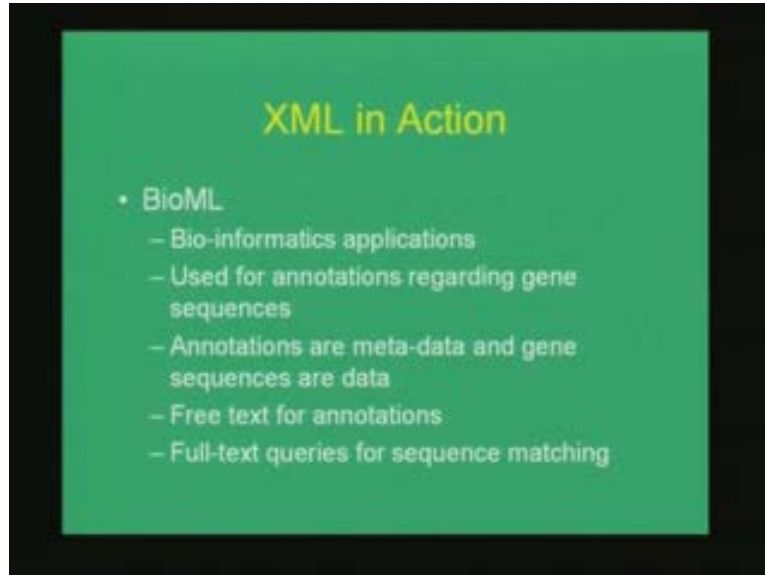 XML in Action
• BioML
– Bio-informatics applications
– Used for annotations regarding gene
sequences
– Annotations are meta-data and gene
sequences are data
– Free text for annotations
– Full-text queries for sequence matching